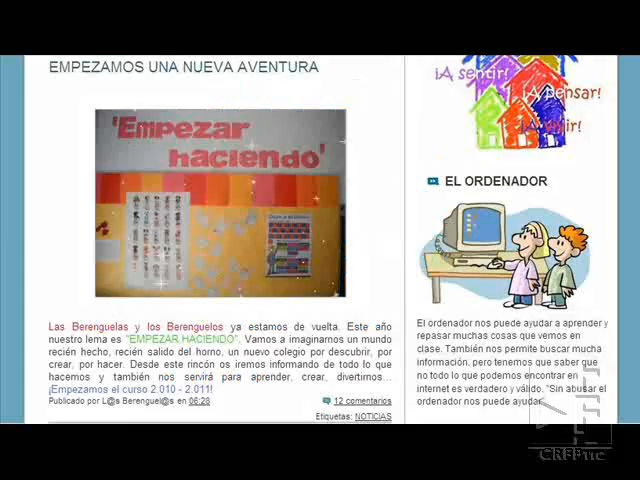 EMPEZAMOS UNA NUEVA AVENTURA
'Empezar
haciendo'
Las Berenguelas y los Berenguelos ya estamos de vuelta. Este año
nuestro lema es "EMPEZAR HACIENDO". Vamos a imaginarnos un mundo
recién hecho, recién salido del horno, un nuevo colegio por descubrir, por
crear, por hacer. Desde este rincón os iremos informando de todo lo que
hacemos y también nos servirá para aprender, crear, divertirnos...
¡Empezamos el curso 2.010 - 2.011!
Publicado por L@s Berenguel@s en 06:28
12 comentarios
Etiquetas: NOTICIAS
¡A sentir!
¡A pensar!
¡A vivir!
EL ORDENADOR
El ordenador nos puede ayudar a aprender y
repasar muchas cosas que vemos en
clase. También nos permite buscar mucha
información, pero tenemos que saber que
no todo lo que podemos encontrar en
internet es verdadero y válido. "Sin abusar el
ordenador nos puede ayudar"
CRFPTIC